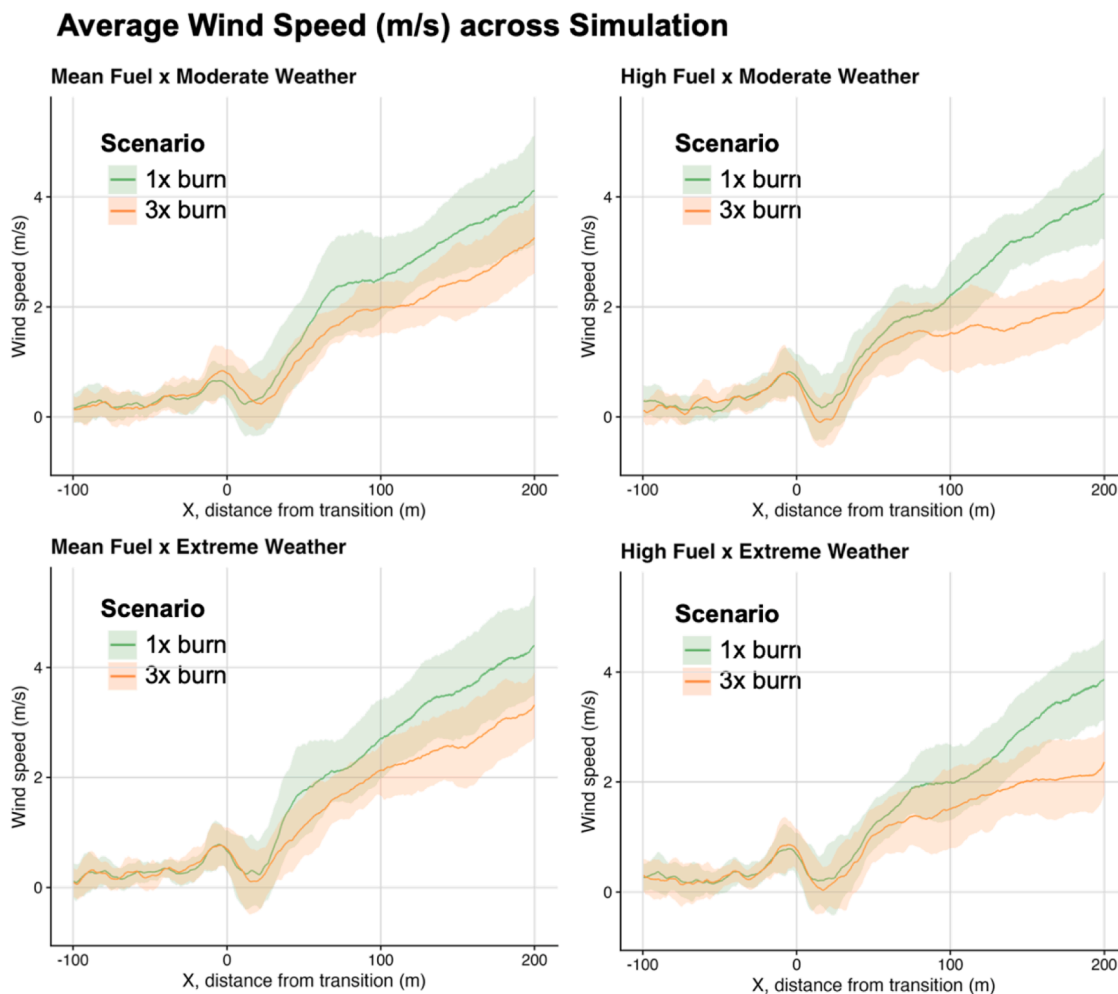 Average Wind Speed (m/s) across Simulation
Mean Fuel x Moderate Weather
Scenario
1x burn
3x burn
4
2
0
Wind speed (m/s)
-100 0 100 200
X, distance from transition (m)
High Fuel x Moderate Weather
Scenario
1x burn
3x burn
4
2
0
Wind speed (m/s)
-100 0 100 200
X, distance from transition (m)
Mean Fuel x Extreme Weather
Scenario
1x burn
3x burn
4
2
0
Wind speed (m/s)
-100 0 100 200
X, distance from transition (m)
High Fuel x Extreme Weather
Scenario
1x burn
3x burn
4
2
0
Wind speed (m/s)
-100 0 100 200
X, distance from transition (m)